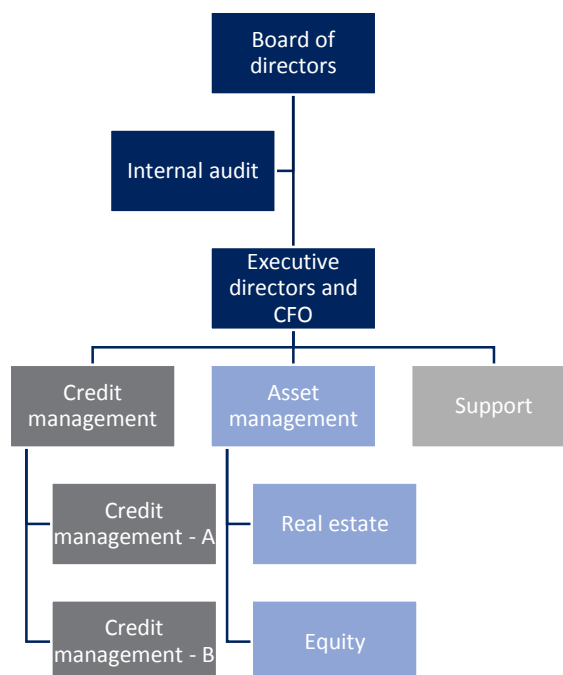 Board of
directors
Internal audit
Executive
directors and
CFO
Credit
management
Asset
management
Support
Credit
management - A
Real estate
Credit
management - B
Equity